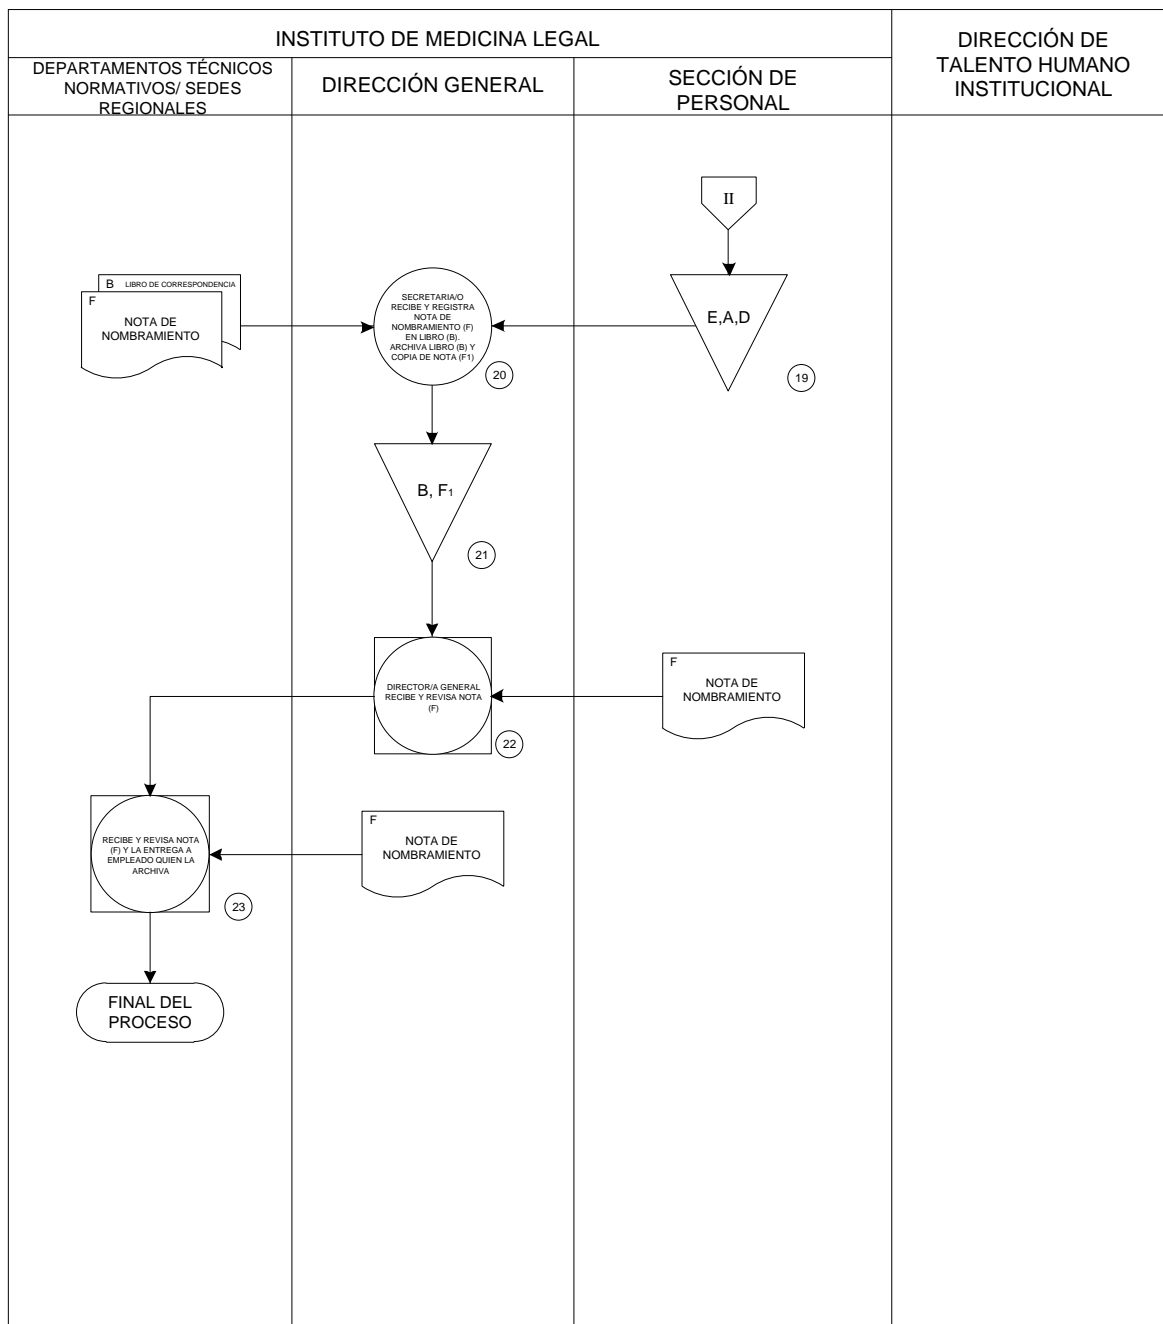 INSTITUTO DE MEDICINA LEGAL
DIRECCIÓN DE
TALENTO HUMANO
INSTITUCIONAL
DEPARTAMENTOS TÉCNICOS
NORMATIVOS/ SEDES
REGIONALES
DIRECCIÓN GENERAL
SECCIÓN DE
PERSONAL
II
B LIBRO DE CORRESPONDENCIA
F
NOTA DE
NOMBRAMIENTO
SECRETARIA/O
RECIBE Y REGISTRA
NOTA DE
NOMBRAMIENTO (F)
EN LIBRO (B).
ARCHIVA LIBRO (B) Y
COPIA DE NOTA (F1)
20
E,A,D
19
B, F1
21
DIRECTOR/A GENERAL
RECIBE Y REVISA NOTA
(F)
22
F
NOTA DE
NOMBRAMIENTO
RECIBE Y REVISA NOTA
(F) Y LA ENTREGA A
EMPLEADO QUIEN LA
ARCHIVA
23
F
NOTA DE
NOMBRAMIENTO
FINAL DEL
PROCESO